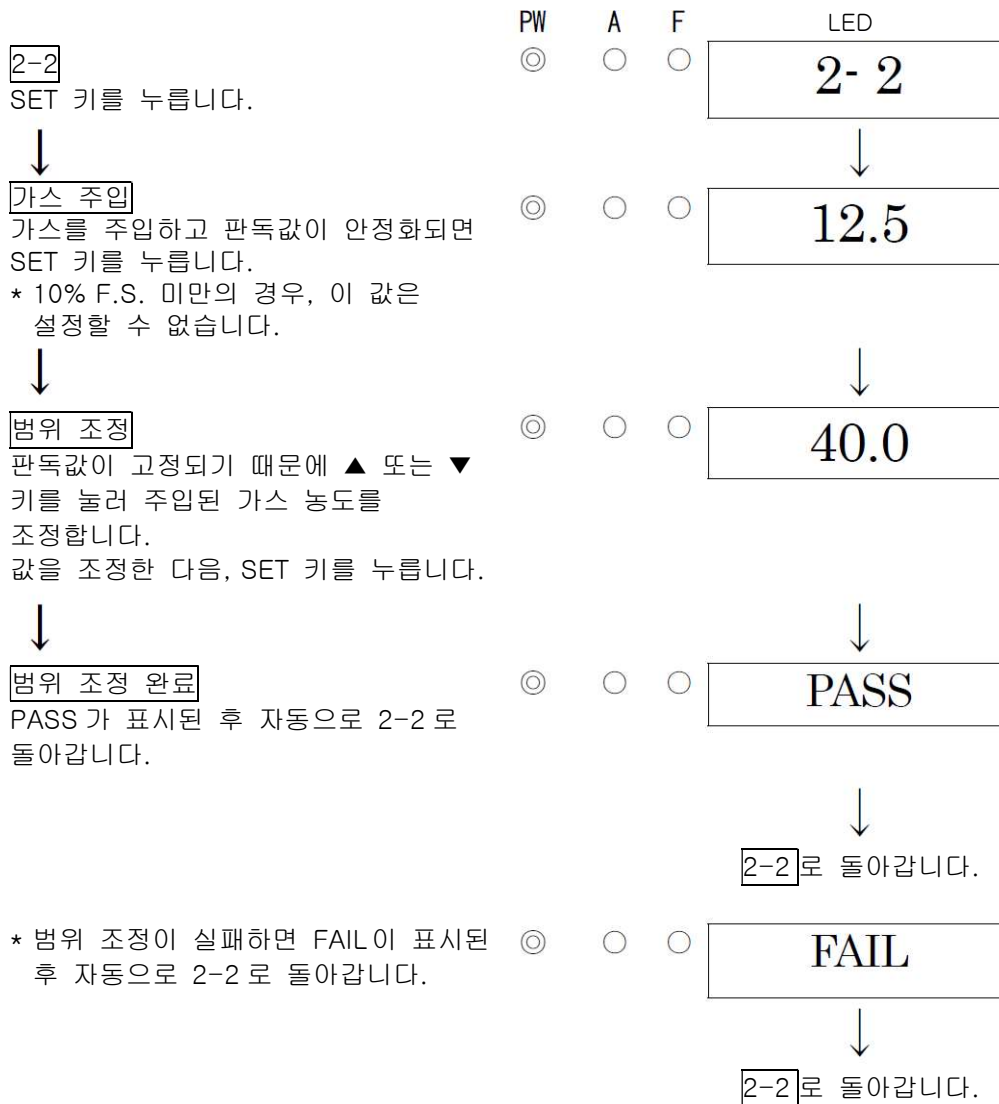 PW A F LED
2-2
◎ ○ ○ 2- 2
SET 키를 누릅니다.
↓ ↓
가스 주입
◎ ○ ○ 12.5
가스를 주입하고 판독값이 안정화되면
SET 키를 누릅니다.
* 10% F.S. 미만의 경우, 이 값은
설정할 수 없습니다.
↓ ↓
범위 조정
◎ ○ ○ 40.0
판독값이 고정되기 때문에 ▲ 또는 ▼
키를 눌러 주입된 가스 농도를
조정합니다.
값을 조정한 다음, SET 키를 누릅니다.
↓ ↓
범위 조정 완료
◎ ○ ○ PASS
PASS 가 표시된 후 자동으로 2-2 로
돌아갑니다.
↓
2-2 로 돌아갑니다.
* 범위 조정이 실패하면 FAIL 이 표시된
◎ ○ ○ FAIL
후 자동으로 2-2 로 돌아갑니다.
↓
2-2 로 돌아갑니다.